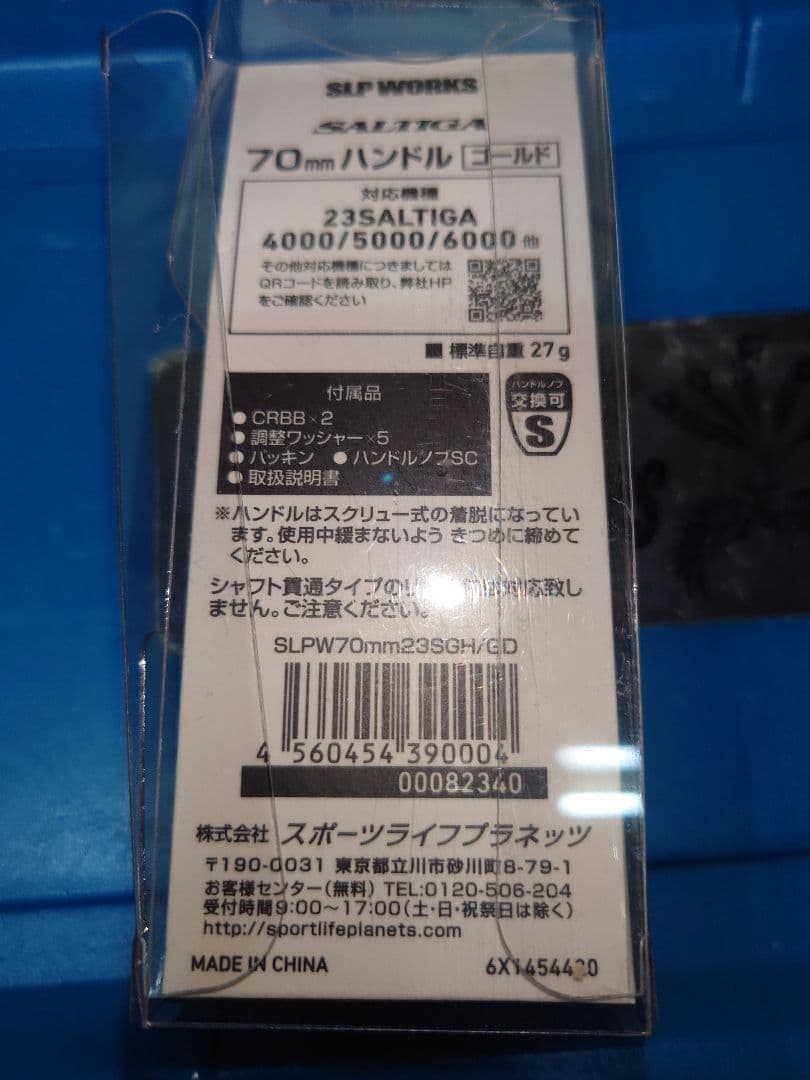 SLP WORKS
SALTIGA
70mmハンドル ゴールド
対応機種
23SALTIGA
4000/5000/6000 他
その他対応機種につきましては
QRコードを読み取り、弊社HP
をご確認ください
■ 標準自重 27g
付属品
● CRBB×2
● 調整ワッシャー×5
● パッキン ● ハンドルノブSC
● 取扱説明書
ハンドルノブ
交換可
S
※ハンドルはスクリュー式の着脱になってい
ます。使用中緩まないよう きつめに締めて
ください。
シャフト貫通タイプの 対応致し
ません。ご注意ください。
SLPW70mm23SGH/GD
4 560454 390004
00082340
株式会社 スポーツライフプラネッツ
〒190-0031 東京都立川市砂川町8-79-1
お客様センター(無料) TEL:0120-506-204
受付時間9:00~17:00(土・日・祝祭日は除く)
http://sportlifeplanets.com
MADE IN CHINA 6X1454420